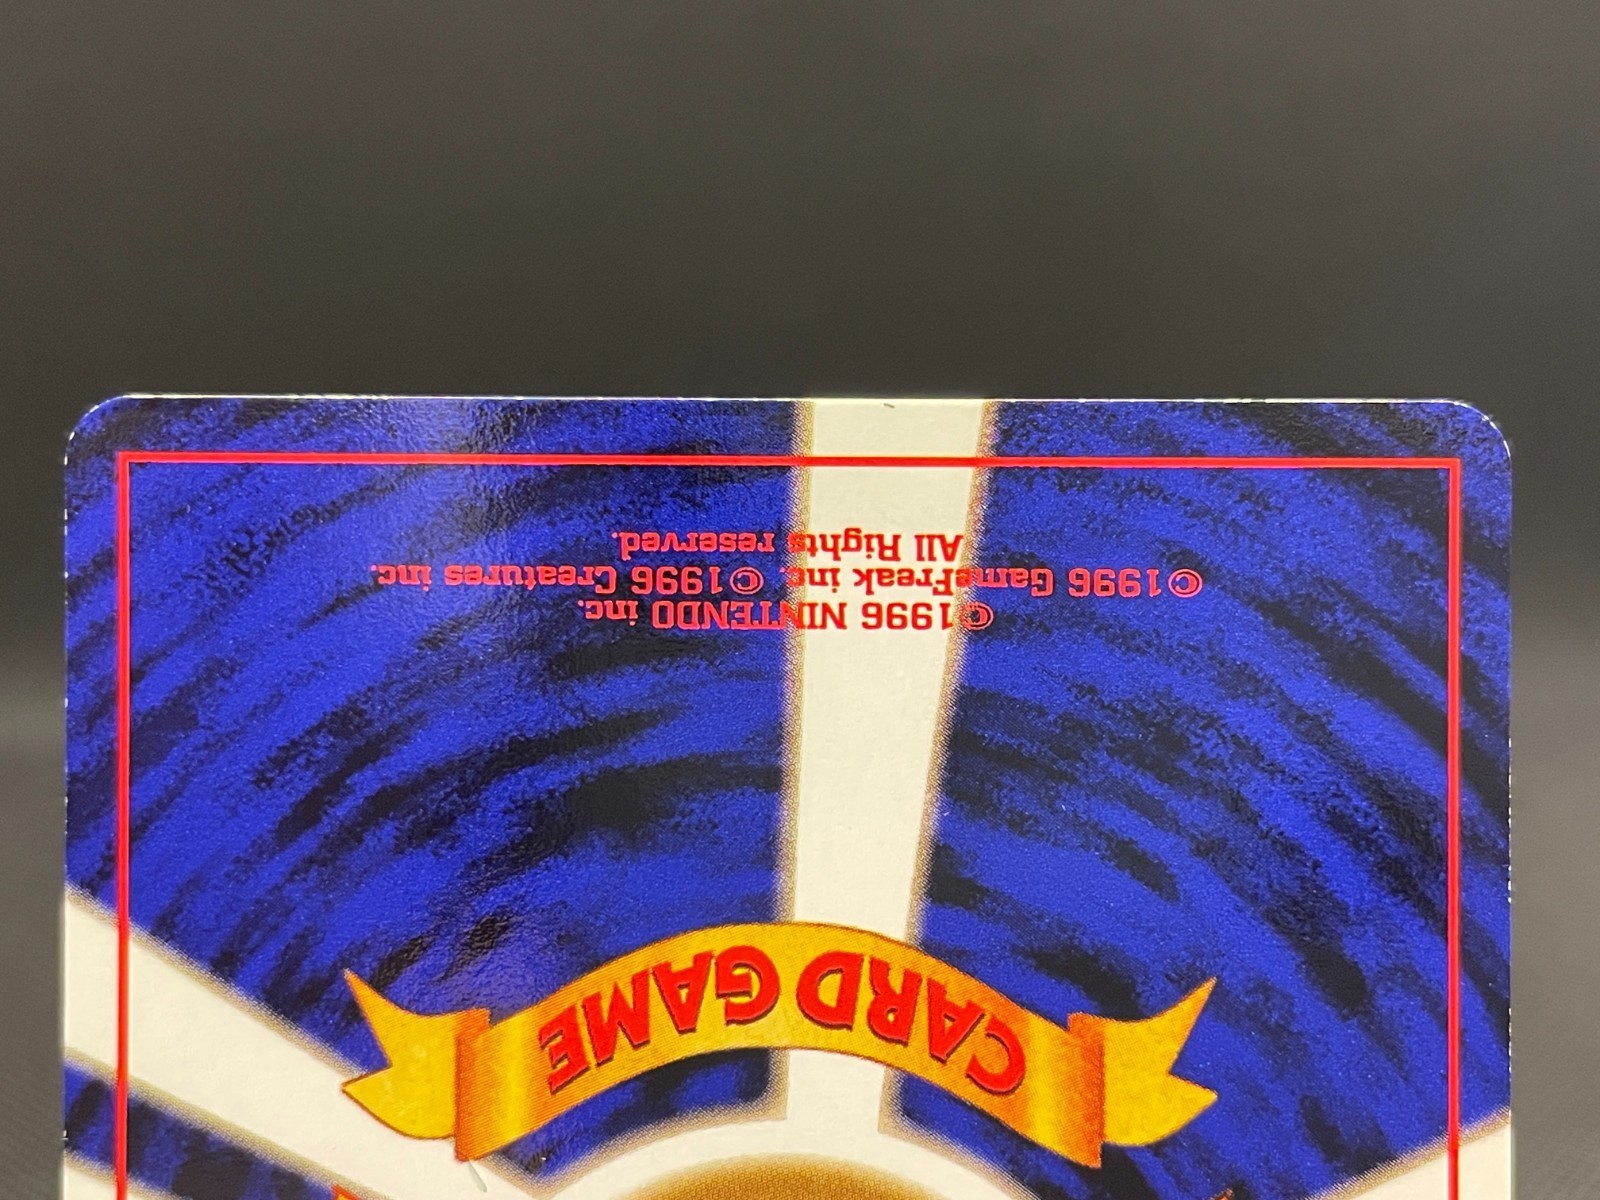 CARD GAME
©1996 NINTENDO inc.
©1996 GameFreak inc. ©1996 Creatures inc.
All Rights reserved.